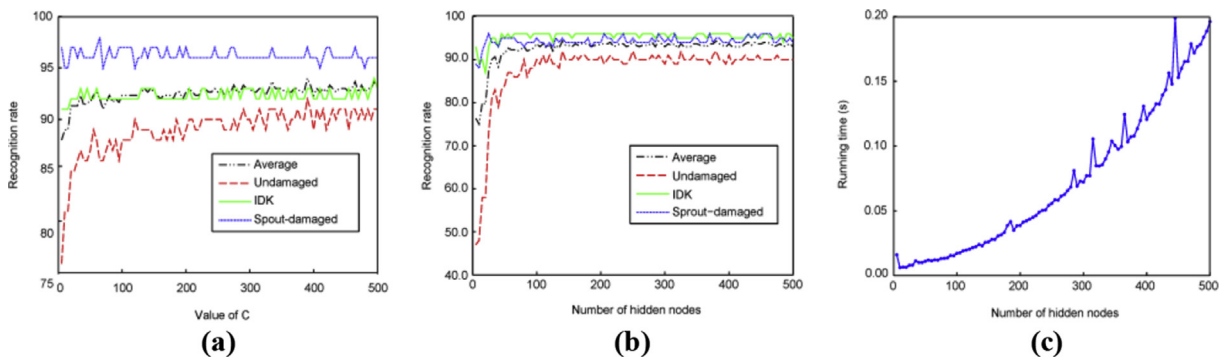 100
95
90
85
80
75
0
100
200
300
400
500
Recognition rate
Value of C
Average
Undamaged
IDK
Spout-damaged
(a)
100
90.0
80.0
70.0
60.0
50.0
40.0
0
100
200
300
400
500
Recognition rate
Number of hidden nodes
Average
Undamaged
IDK
Sprout-damaged
(b)
0.20
0.15
0.10
0.05
0.00
0
100
200
300
400
500
Running time (s)
Number of hidden nodes
(c)